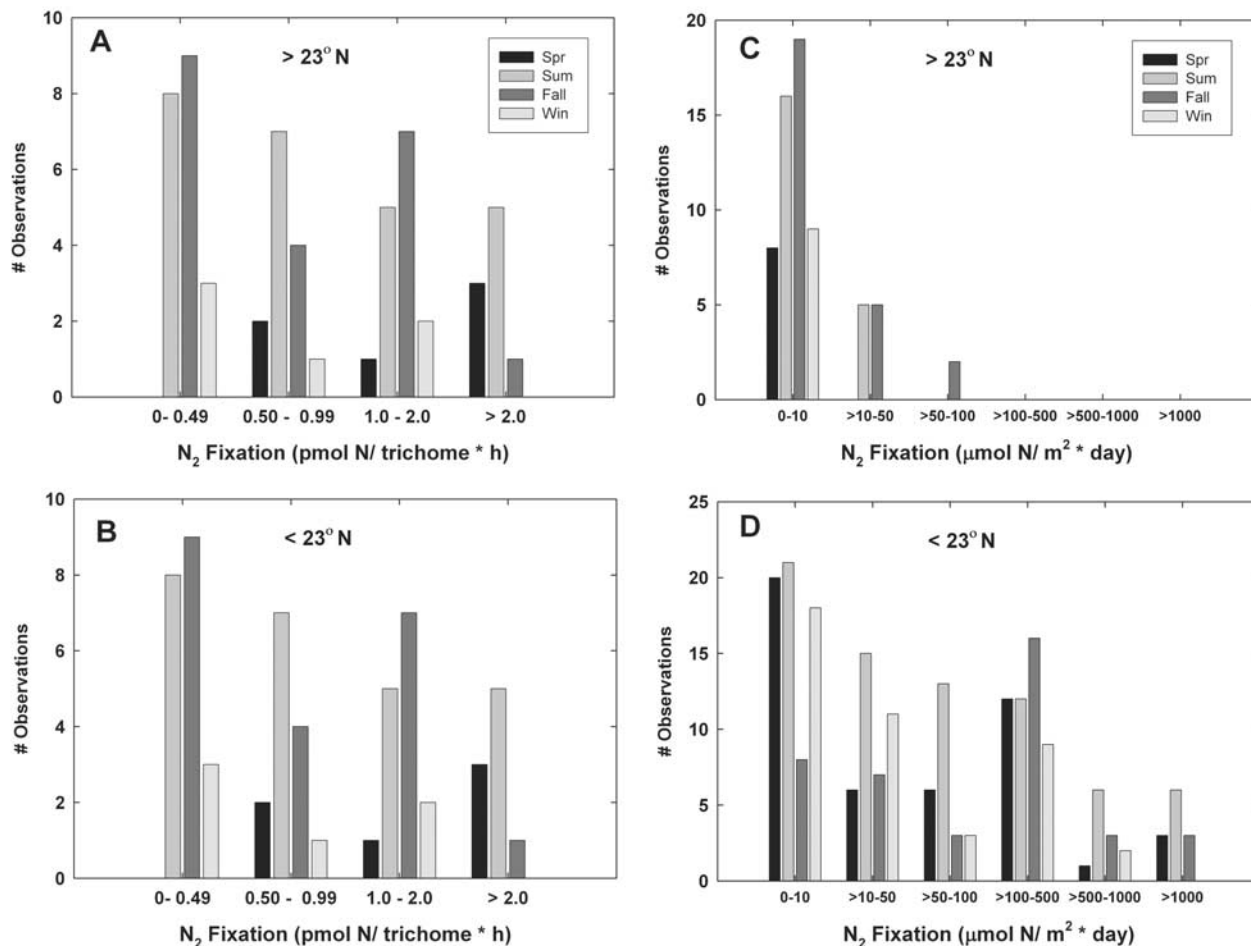 A
> 23° N
Spr
Sum
Fall
Win
10
8
6
4
2
0
# Observations
0- 0.49
0.50 - 0.99
1.0 - 2.0
> 2.0
N₂ Fixation (pmol N/ trichome * h)
C
> 23° N
Spr
Sum
Fall
Win
20
15
10
5
0
# Observations
0-10
>10-50
>50-100
>100-500
>500-1000
>1000
N₂ Fixation (μmol N/ m² * day)
B
< 23° N
10
8
6
4
2
0
# Observations
0- 0.49
0.50 - 0.99
1.0 - 2.0
> 2.0
N₂ Fixation (pmol N/ trichome * h)
D
< 23° N
25
20
15
10
5
0
# Observations
0-10
>10-50
>50-100
>100-500
>500-1000
>1000
N₂ Fixation (μmol N/ m² * day)